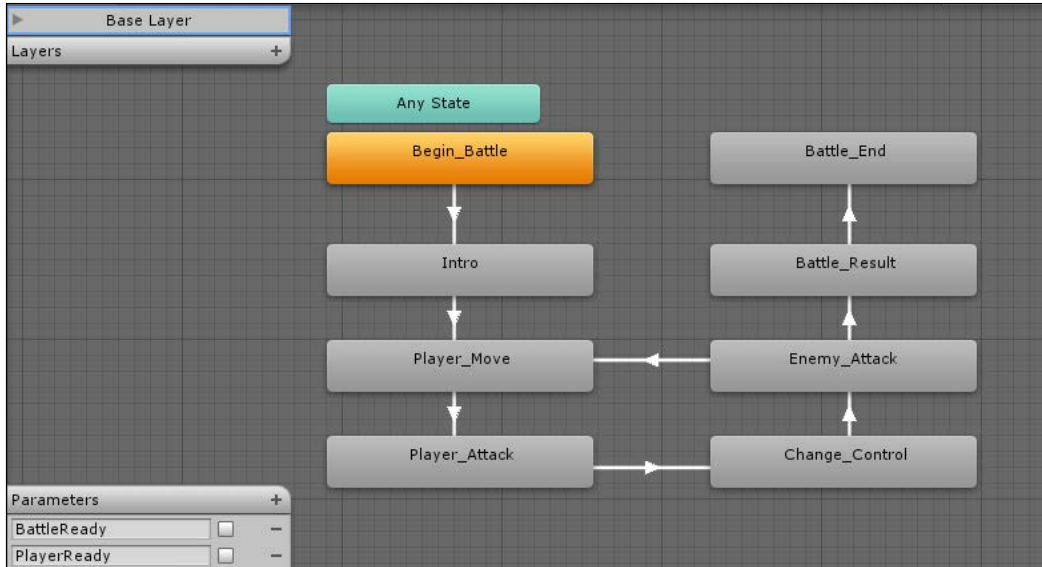 Base Layer
Layers
Any State
Begin_Battle
Battle_End
Intro
Battle_Result
Player_Move
Enemy_Attack
Player_Attack
Change_Control
Parameters
BattleReady
PlayerReady